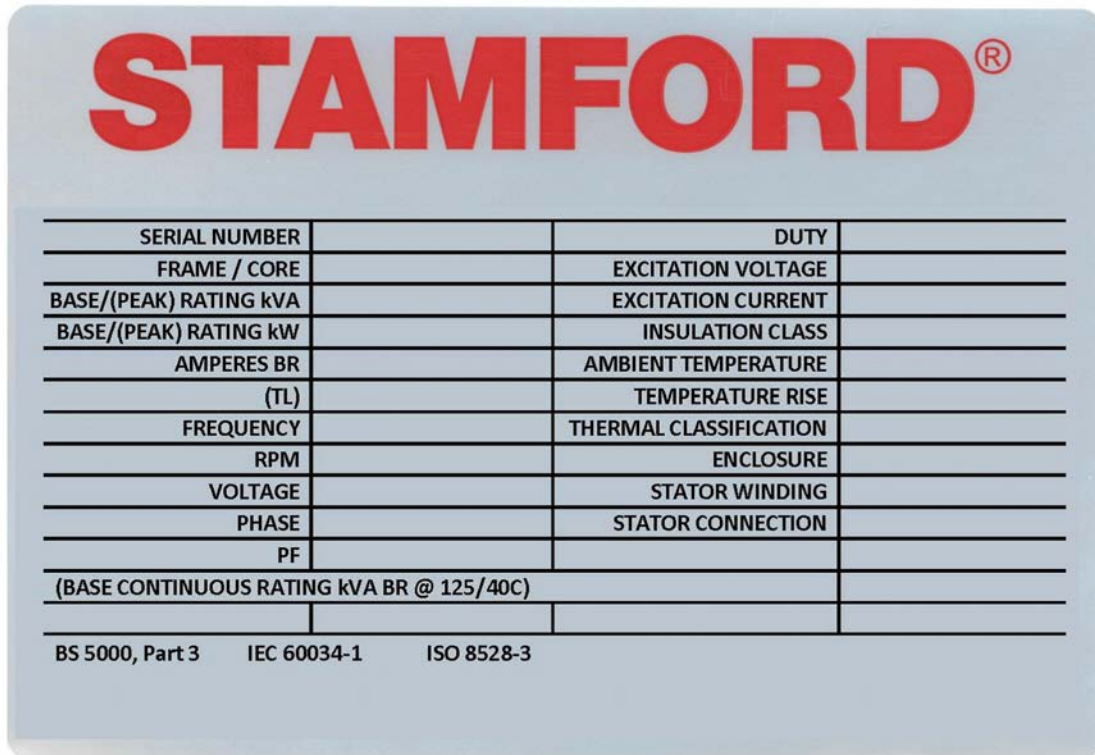 STAMFORD®
SERIAL NUMBER DUTY
FRAME / CORE EXCITATION VOLTAGE
BASE/(PEAK) RATING kVA EXCITATION CURRENT
BASE/(PEAK) RATING kW INSULATION CLASS
AMPERES BR AMBIENT TEMPERATURE
(TL) TEMPERATURE RISE
FREQUENCY THERMAL CLASSIFICATION
RPM ENCLOSURE
VOLTAGE STATOR WINDING
PHASE STATOR CONNECTION
PF
(BASE CONTINUOUS RATING kVA BR @ 125/40C)
BS 5000, Part 3 IEC 60034-1 ISO 8528-3